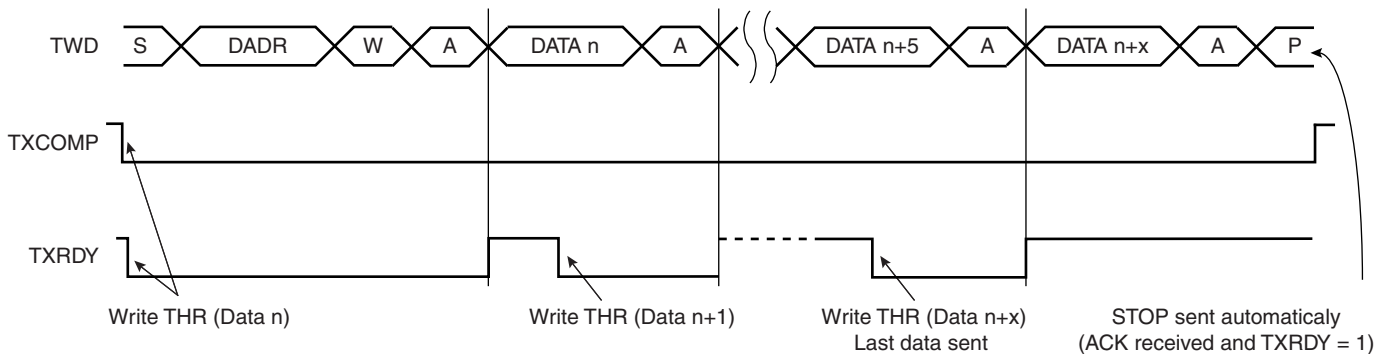 TWD S DADR W A DATA n A DATA n+5 A DATA n+x A P
TXCOMP
TXRDY
Write THR (Data n) Write THR (Data n+1) Write THR (Data n+x) STOP sent automaticaly
Last data sent (ACK received and TXRDY = 1)